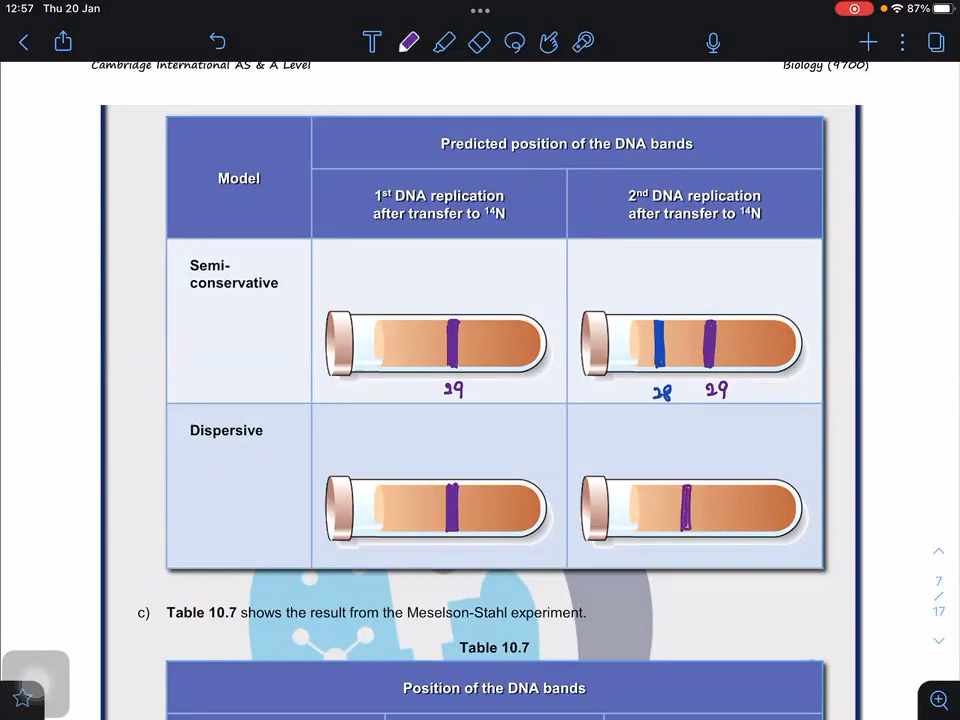 12:57 Thu 20 Jan
87%
T
Cambridge International AS & A Level
Biology (9700)
Model
Predicted position of the DNA bands
1st DNA replication
after transfer to 14N
2nd DNA replication
after transfer to 14N
Semi-
conservative
29
28 29
Dispersive
c) Table 10.7 shows the result from the Meselson-Stahl experiment.
Table 10.7
Position of the DNA bands
7
/
17